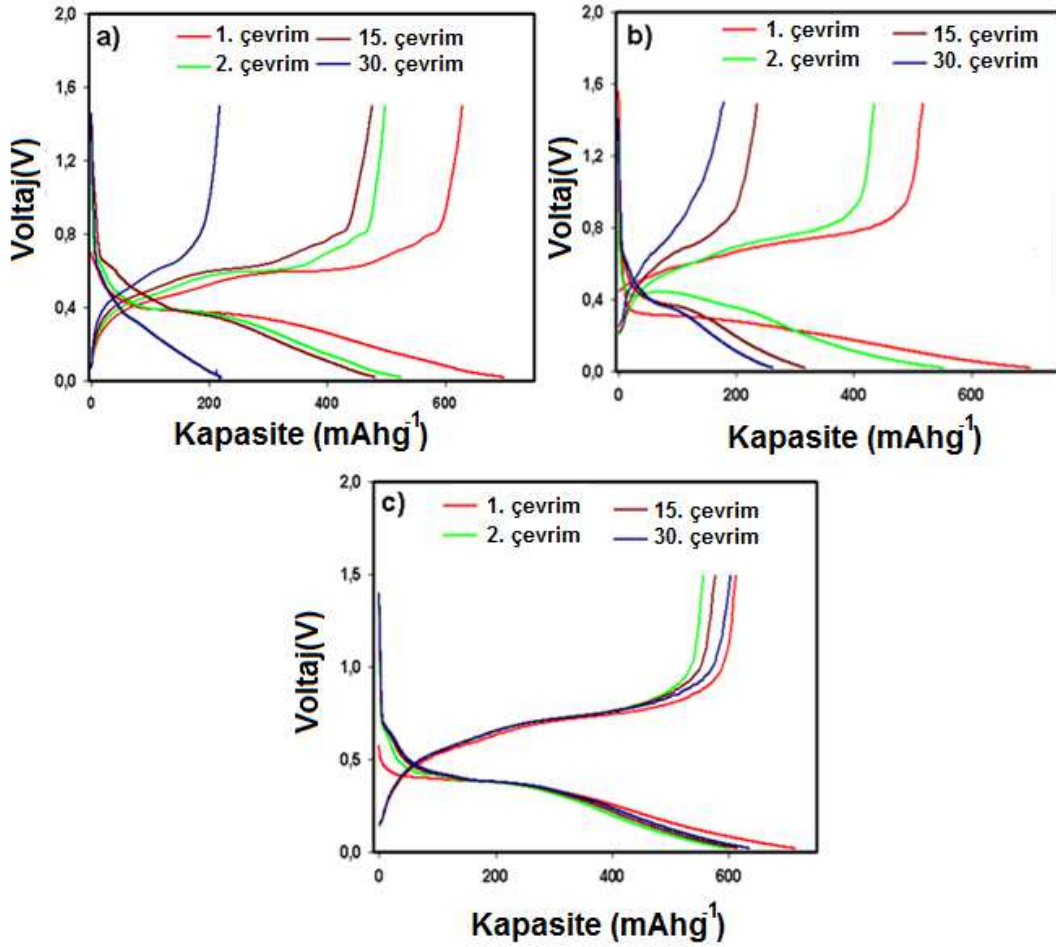 a)
1. çevrim
15. çevrim
2. çevrim
30. çevrim
Voltaj(V)
2,0
1,6
1,2
0,8
0,4
0,0
0
200
400
600
Kapasite (mAhg-1)
b)
1. çevrim
15. çevrim
2. çevrim
30. çevrim
Voltaj(V)
2,0
1,6
1,2
0,8
0,4
0,0
0
200
400
600
Kapasite (mAhg-1)
c)
1. çevrim
15. çevrim
2. çevrim
30. çevrim
Voltaj(V)
2,0
1,5
1,0
0,5
0,0
0
200
400
600
Kapasite (mAhg-1)